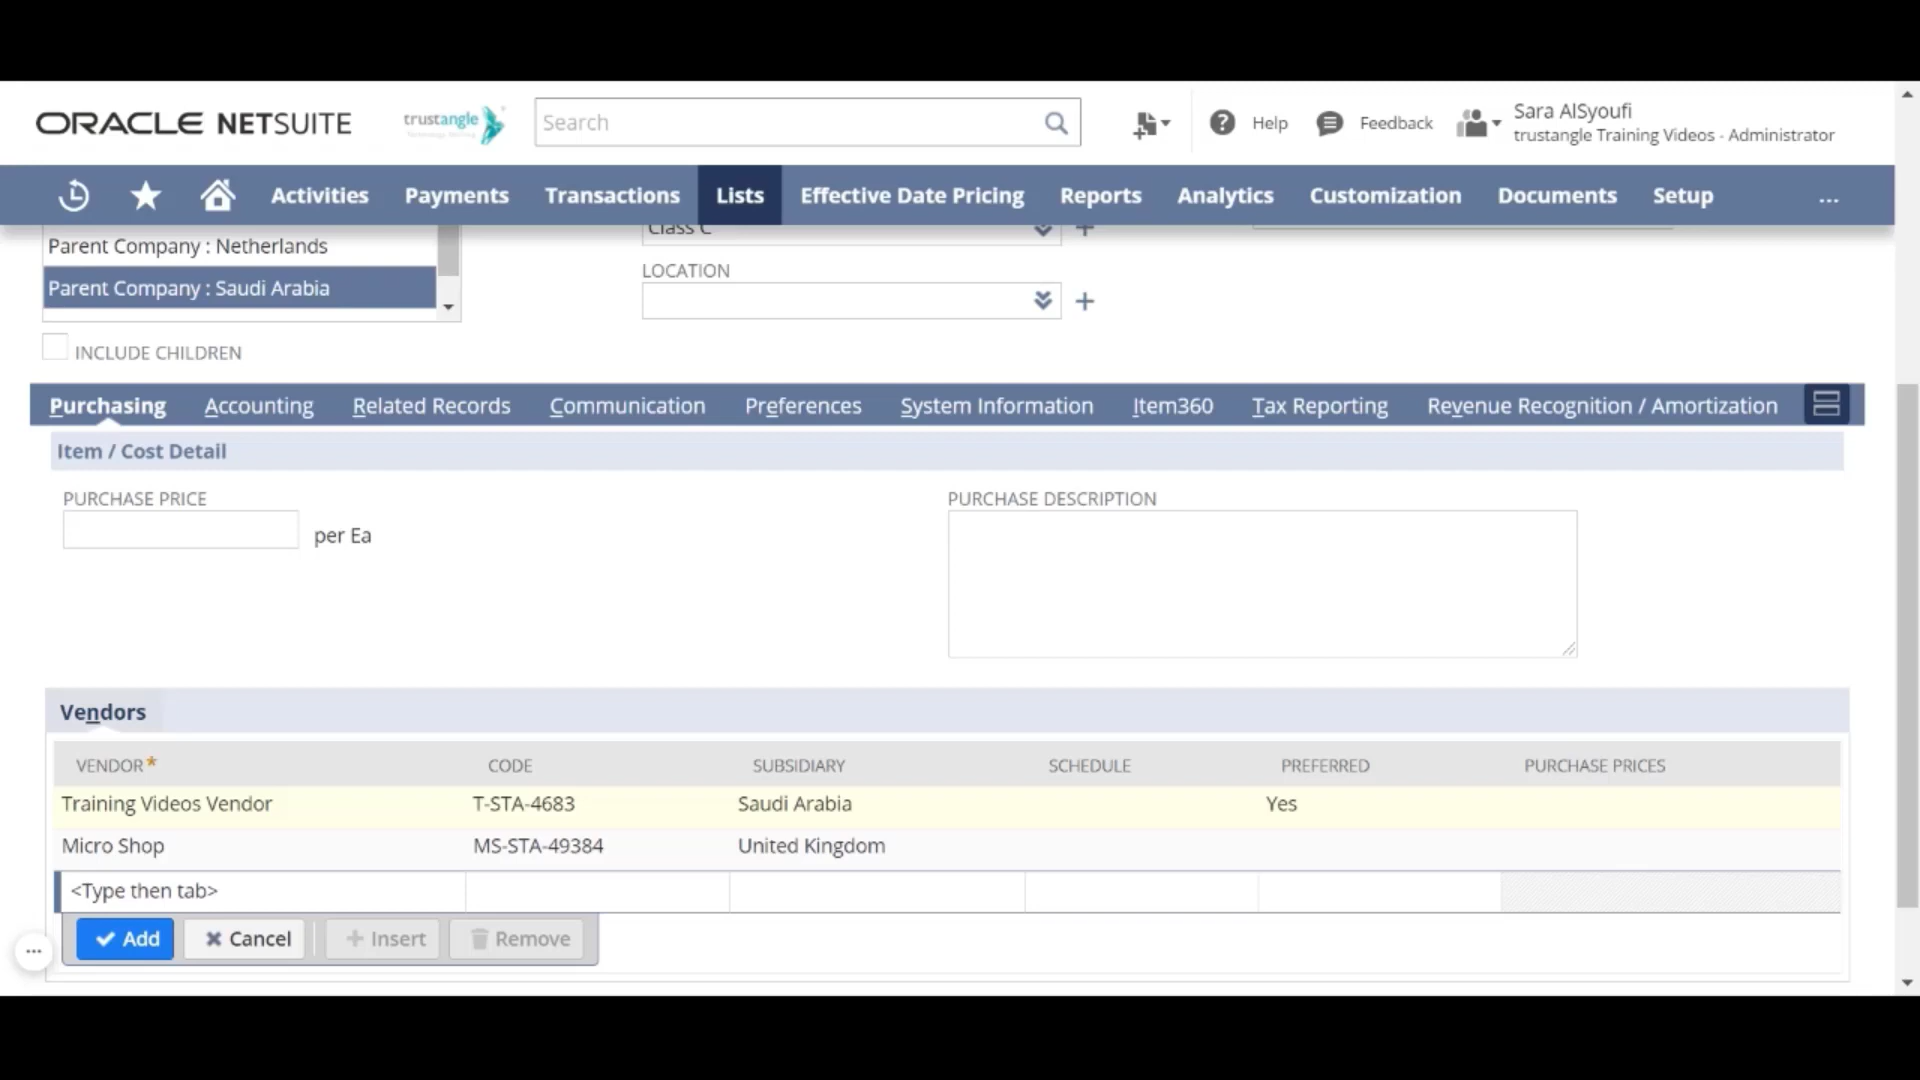 ORACLE NETSUITE
trustangle
Search
Help
Feedback
Sara AlSyoufi
trustangle Training Videos - Administrator
Activities
Payments
Transactions
Lists
Effective Date Pricing
Reports
Analytics
Customization
Documents
Setup
...
Parent Company : Netherlands
Parent Company : Saudi Arabia
Class C
LOCATION
INCLUDE CHILDREN
Purchasing
Accounting
Related Records
Communication
Preferences
System Information
Item360
Tax Reporting
Revenue Recognition / Amortization
Item / Cost Detail
PURCHASE PRICE
per Ea
PURCHASE DESCRIPTION
Vendors
VENDOR* CODE SUBSIDIARY SCHEDULE PREFERRED PURCHASE PRICES
Training Videos Vendor T-STA-4683 Saudi Arabia Yes
Micro Shop MS-STA-49384 United Kingdom
<Type then tab>
Add
Cancel
Insert
Remove